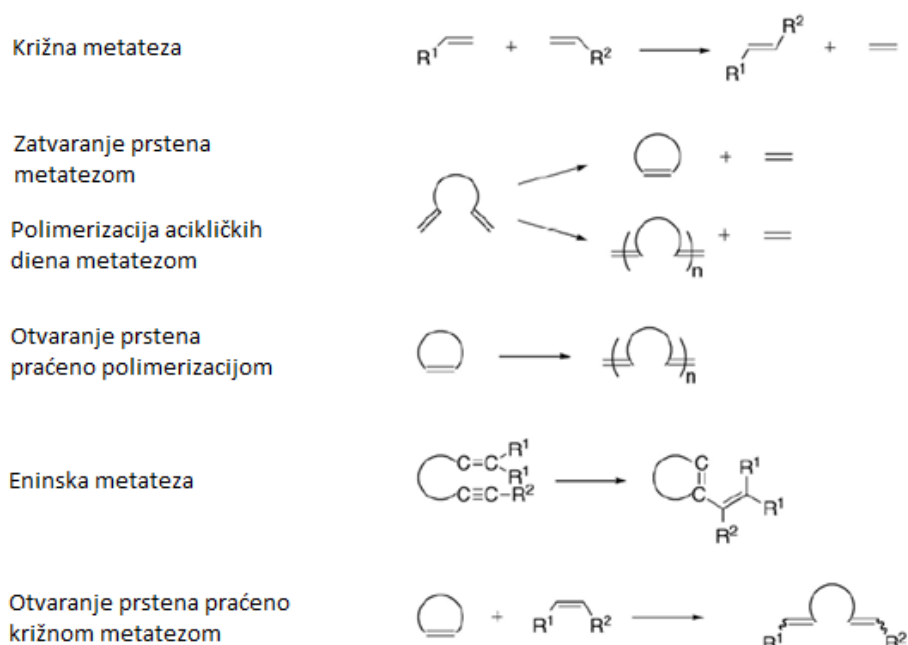 Križna metateza
R¹ + R² R¹ R² +
Zatvaranje prstena
metatezom
+
Polimerizacija acikličkih
diena metatezom
n +
Otvaranje prstena
praćeno polimerizacijom
n
Eninska metateza
C=C R¹ R¹
C≡C-R²
C C R¹ R¹ R²
Otvaranje prstena praćeno
križnom metatezom
+ R¹ R² R¹ R²